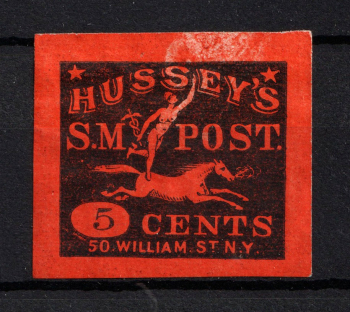 HUSSEY'S
S.M. POST.
5 CENTS
50 WILLIAM. ST N.Y.